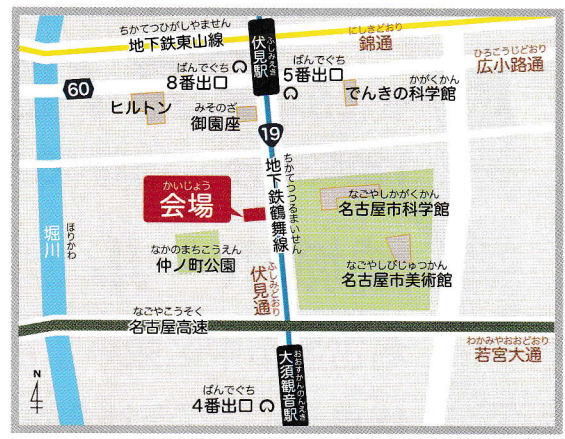 ちかてつひがしやません
地下鉄東山線
ふしみえき
伏見駅
にしきどおり
錦通
ひろこうじどおり
広小路通
ばんでぐち
8番出口
ばんでぐち
5番出口
かがくかん
でんきの科学館
60
ヒルトン
みそのざ
御園座
19
ちかてつつるまいせん
地下鉄鶴舞線
かいじょう
会場
なごやしかがくかん
名古屋市科学館
ほりかわ
堀川
なかのまちこうえん
仲ノ町公園
ふしみどおり
伏見通
なごやしびじゅつかん
名古屋市美術館
なごやこうそく
名古屋高速
わかみやおおどおり
若宮大通
おおすかんのんえき
大須観音駅
N
ばんでぐち
4番出口